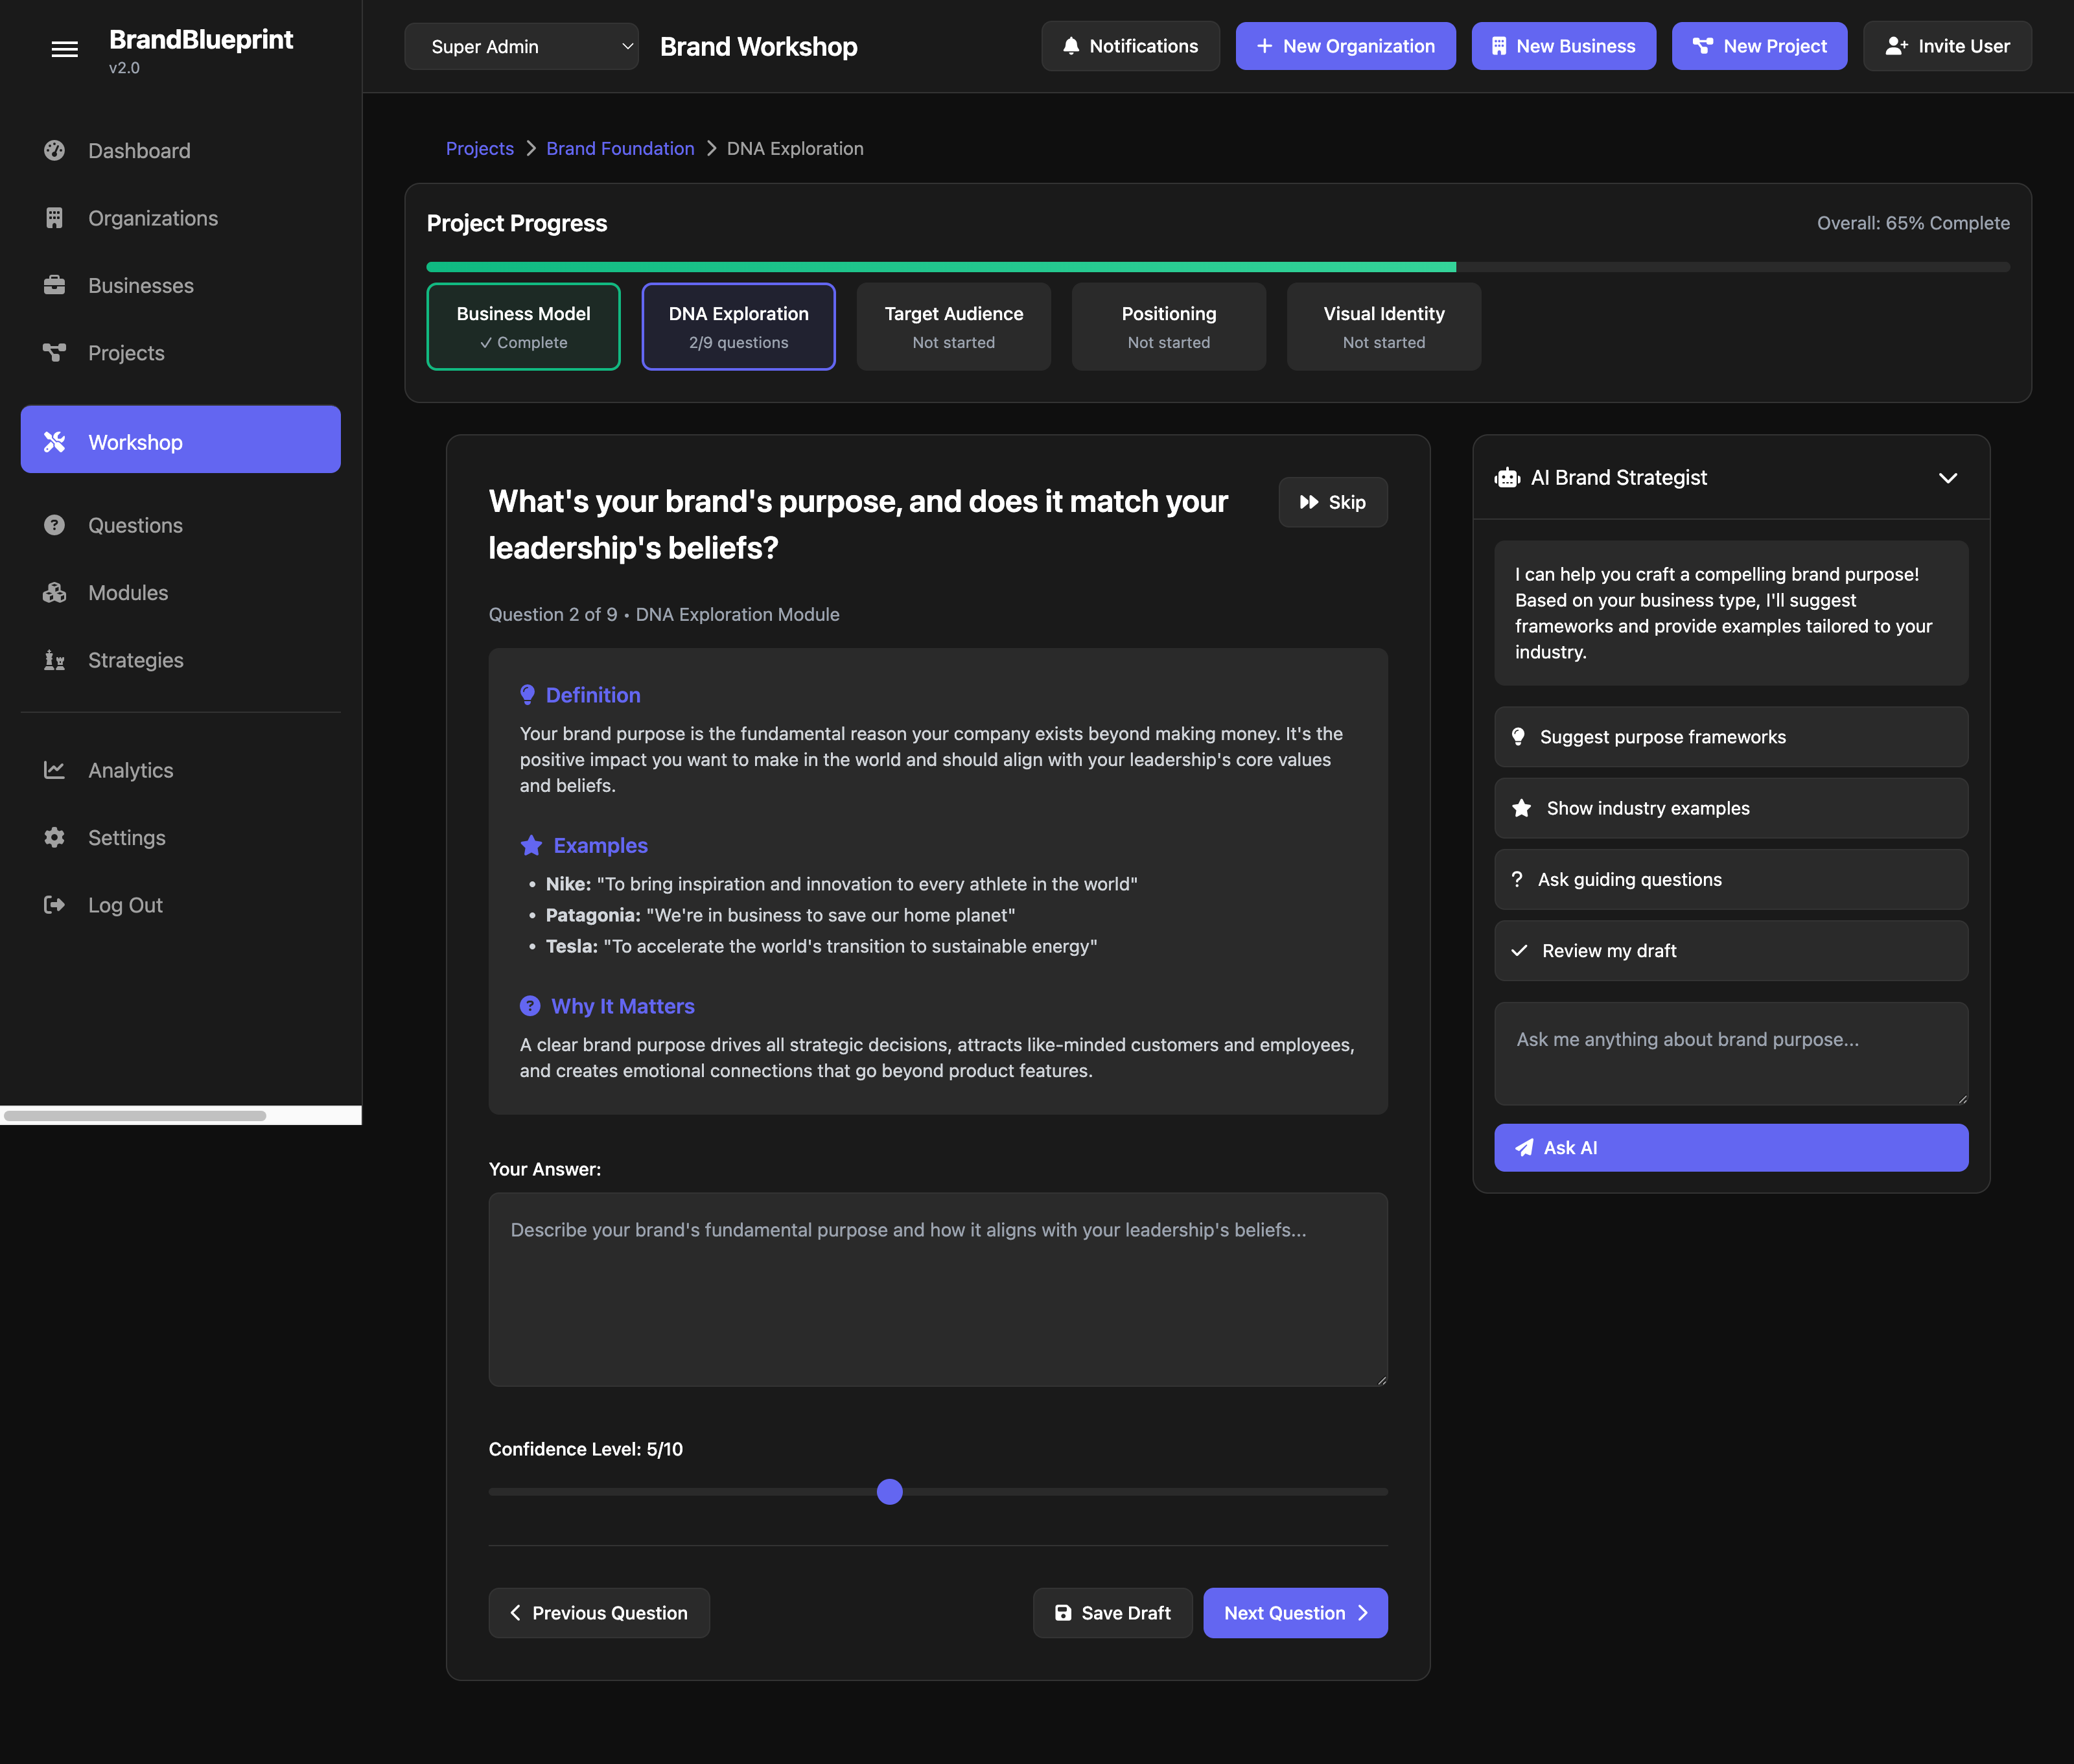 BrandBlueprint
v2.0
Dashboard
Organizations
Businesses
Projects
Workshop
Questions
Modules
Strategies
Analytics
Settings
Log Out
Super Admin
Brand Workshop
Notifications
New Organization
New Business
New Project
Invite User
Projects > Brand Foundation > DNA Exploration
Project Progress
Overall: 65% Complete
Business Model
✓ Complete
DNA Exploration
2/9 questions
Target Audience
Not started
Positioning
Not started
Visual Identity
Not started
What's your brand's purpose, and does it match your
leadership's beliefs?
Skip
Question 2 of 9 • DNA Exploration Module
Definition
Your brand purpose is the fundamental reason your company exists beyond making money. It's the
positive impact you want to make in the world and should align with your leadership's core values
and beliefs.
Examples
• Nike: "To bring inspiration and innovation to every athlete in the world"
• Patagonia: "We're in business to save our home planet"
• Tesla: "To accelerate the world's transition to sustainable energy"
Why It Matters
A clear brand purpose drives all strategic decisions, attracts like-minded customers and employees,
and creates emotional connections that go beyond product features.
Your Answer:
Describe your brand's fundamental purpose and how it aligns with your leadership's beliefs...
Confidence Level: 5/10
Previous Question
Save Draft
Next Question
AI Brand Strategist
I can help you craft a compelling brand purpose!
Based on your business type, I'll suggest
frameworks and provide examples tailored to your
industry.
Suggest purpose frameworks
Show industry examples
Ask guiding questions
Review my draft
Ask me anything about brand purpose...
Ask AI